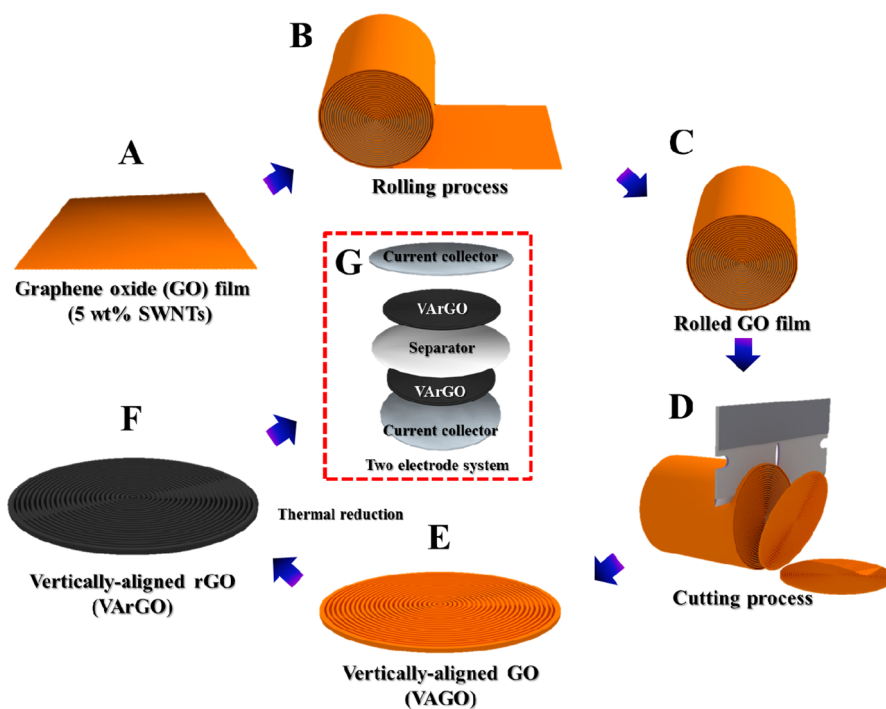 A
Graphene oxide (GO) film
(5 wt% SWNTs)
B
Rolling process
C
Rolled GO film
D
Cutting process
E
Vertically-aligned GO
(VAGO)
Thermal reduction
F
Vertically-aligned rGO
(VArGO)
G
Current collector
VArGO
Separator
VArGO
Current collector
Two electrode system